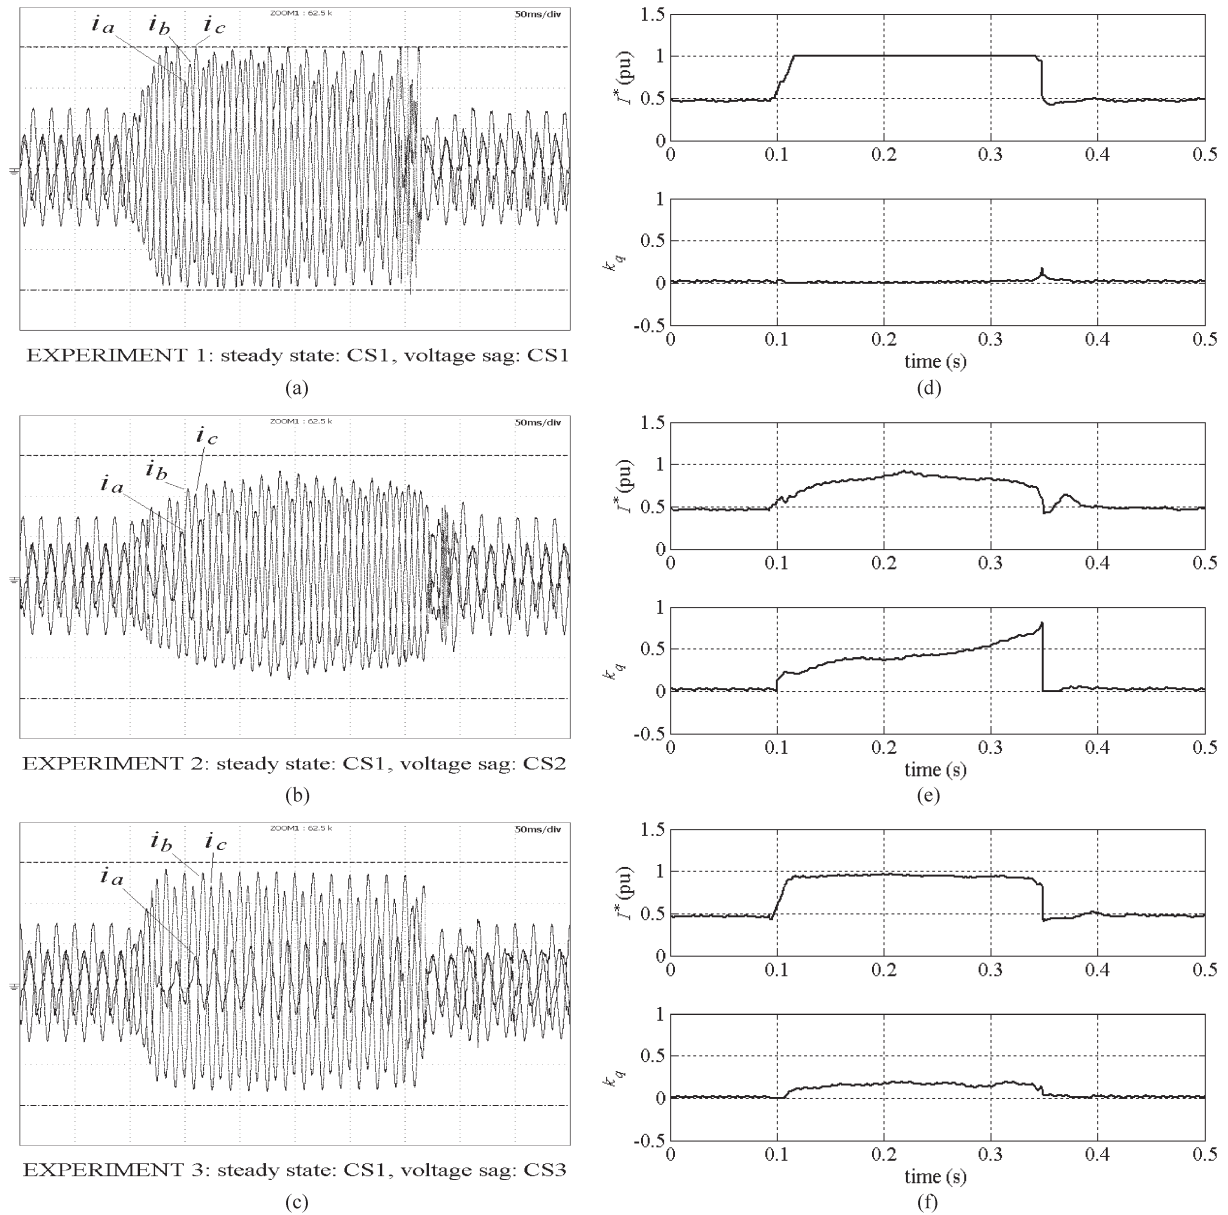 ZOOM1 : 62.5 k
50ms/div
i_a
i_b
i_c
EXPERIMENT 1: steady state: CS1, voltage sag: CS1
(a)
1.5
1
0.5
0
I* (pu)
0 0.1 0.2 0.3 0.4 0.5
1
0.5
0
-0.5
k_q
0 0.1 0.2 0.3 0.4 0.5
time (s)
(d)
ZOOM1 : 62.5 k
50ms/div
i_a
i_b
i_c
EXPERIMENT 2: steady state: CS1, voltage sag: CS2
(b)
1.5
1
0.5
0
I* (pu)
0 0.1 0.2 0.3 0.4 0.5
1
0.5
0
-0.5
k_q
0 0.1 0.2 0.3 0.4 0.5
time (s)
(e)
ZOOM1 : 62.5 k
50ms/div
i_a
i_b
i_c
EXPERIMENT 3: steady state: CS1, voltage sag: CS3
(c)
1.5
1
0.5
0
I* (pu)
0 0.1 0.2 0.3 0.4 0.5
1
0.5
0
-0.5
k_q
0 0.1 0.2 0.3 0.4 0.5
time (s)
(f)